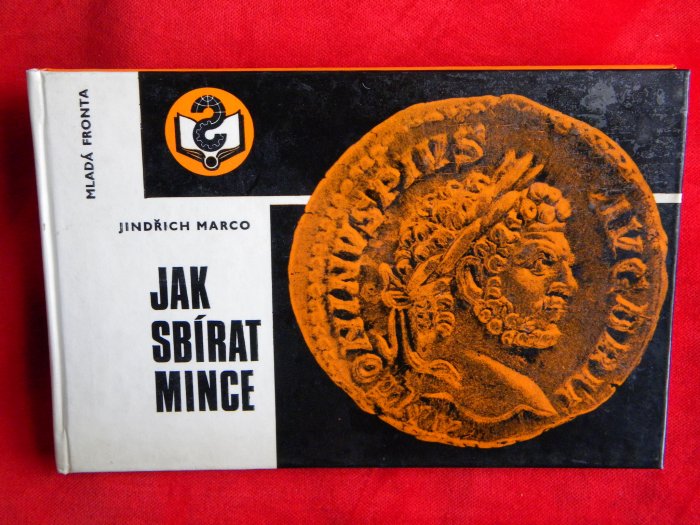 MLADÁ FRONTA
JINDŘICH MARCO
JAK
SBÍRAT
MINCE
ANTONINVS PIVS AVG BRIT